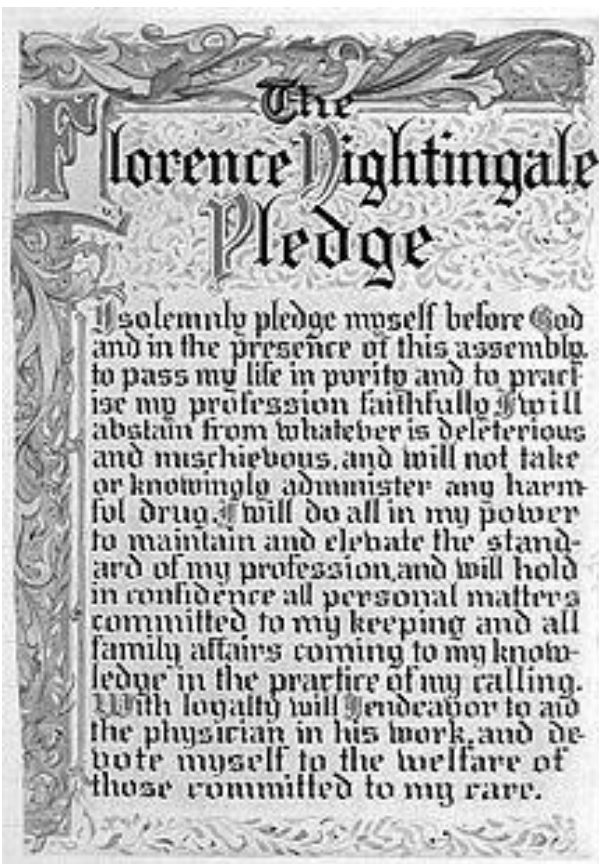 The
Florence Nightingale
Pledge
I solemnly pledge myself before God
and in the presence of this assembly,
to pass my life in purity and to pract-
ise my profession faithfully. I will
abstain from whatever is deleterious
and mischievous, and will not take
or knowingly administer any harm-
ful drug. I will do all in my power
to maintain and elevate the stand-
ard of my profession, and will hold
in confidence all personal matters
committed to my keeping and all
family affairs coming to my know-
ledge in the practice of my calling.
With loyalty will I endeavor to aid
the physician in his work, and de-
vote myself to the welfare of
those committed to my care.